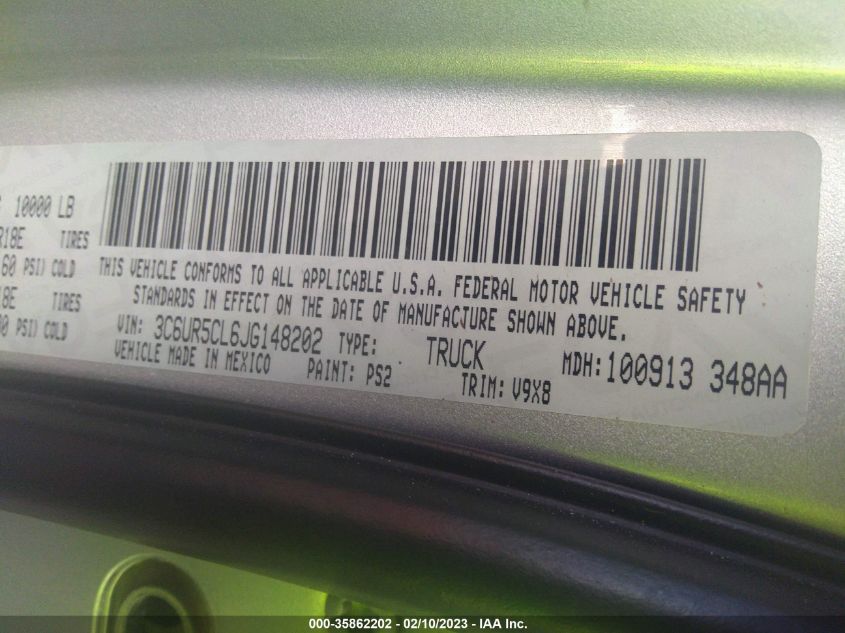 10000 LB
R18E TIRES
60 PSI) COLD
18E TIRES
PSI) COLD
THIS VEHICLE CONFORMS TO ALL APPLICABLE U.S.A. FEDERAL MOTOR VEHICLE SAFETY
STANDARDS IN EFFECT ON THE DATE OF MANUFACTURE SHOWN ABOVE.
VIN: 3C6UR5CL6JG148202 TYPE: TRUCK MDH:100913 348AA
VEHICLE MADE IN MEXICO PAINT: PS2 TRIM: V9X8
000-35862202 - 02/10/2023 - IAA Inc.